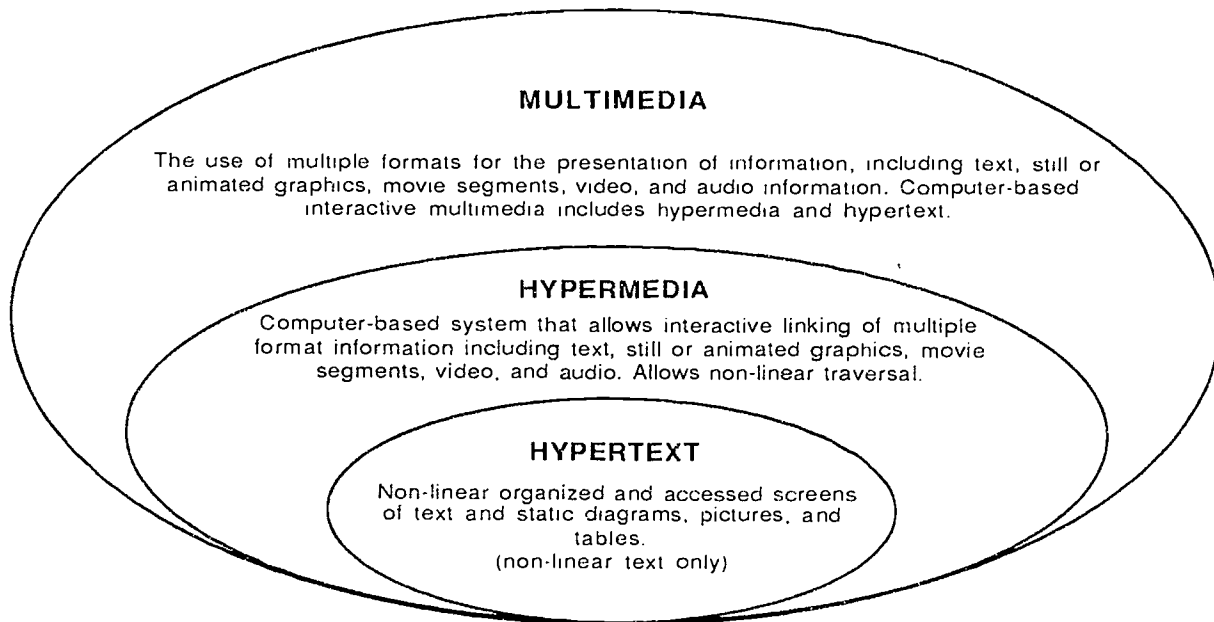 MULTIMEDIA
The use of multiple formats for the presentation of information, including text, still or
animated graphics, movie segments, video, and audio information. Computer-based
interactive multimedia includes hypermedia and hypertext.
HYPERMEDIA
Computer-based system that allows interactive linking of multiple
format information including text, still or animated graphics, movie
segments, video, and audio. Allows non-linear traversal.
HYPERTEXT
Non-linear organized and accessed screens
of text and static diagrams, pictures, and
tables.
(non-linear text only)